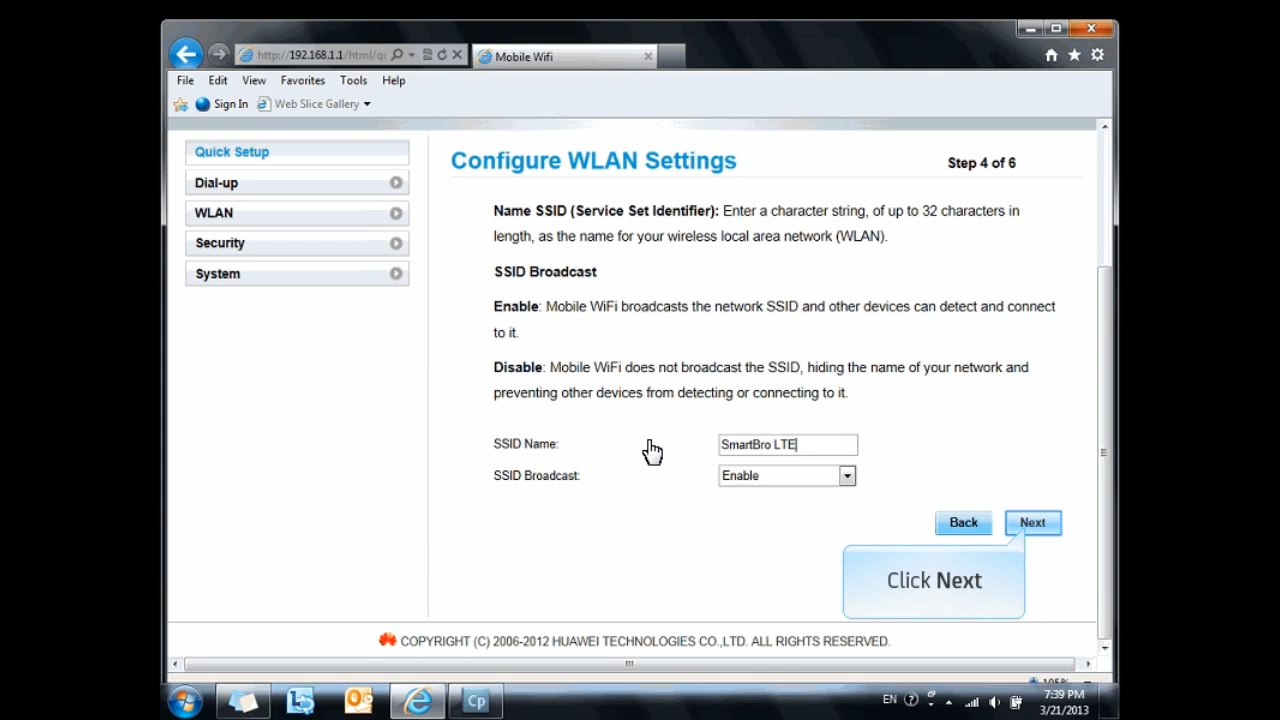 http://192.168.1.1/html/qu
Mobile Wifi
File Edit View Favorites Tools Help
Sign In Web Slice Gallery
Quick Setup
Dial-up
WLAN
Security
System
Configure WLAN Settings
Step 4 of 6
Name SSID (Service Set Identifier): Enter a character string, of up to 32 characters in
length, as the name for your wireless local area network (WLAN).
SSID Broadcast
Enable: Mobile WiFi broadcasts the network SSID and other devices can detect and connect
to it.
Disable: Mobile WiFi does not broadcast the SSID, hiding the name of your network and
preventing other devices from detecting or connecting to it.
SSID Name: SmartBro LTE
SSID Broadcast: Enable
Back Next
Click Next
COPYRIGHT (C) 2006-2012 HUAWEI TECHNOLOGIES CO.,LTD. ALL RIGHTS RESERVED.
105%
Cp
EN
7:39 PM
3/21/2013